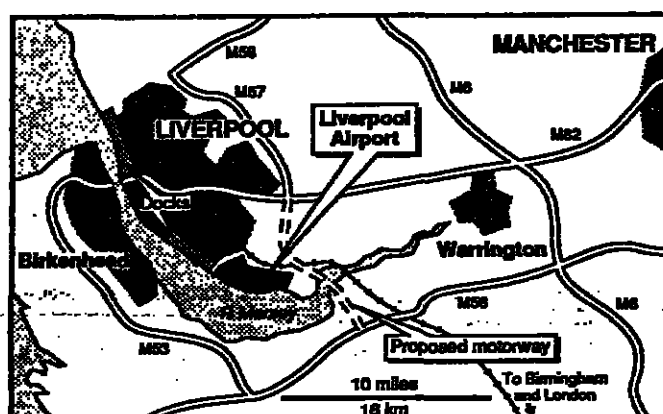 MANCHESTER
M58
M57
M6
LIVERPOOL
Liverpool
Airport
M62
Docks
Warrington
Birkenhead
R Mersey
M56
M6
M53
Proposed motorway
10 miles
16 km
To Birmingham
and London